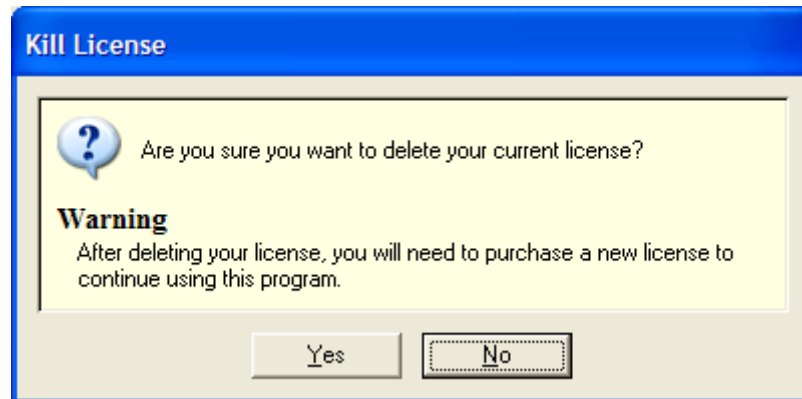 Kill License
Are you sure you want to delete your current license?
Warning
After deleting your license, you will need to purchase a new license to
continue using this program.
Yes
No